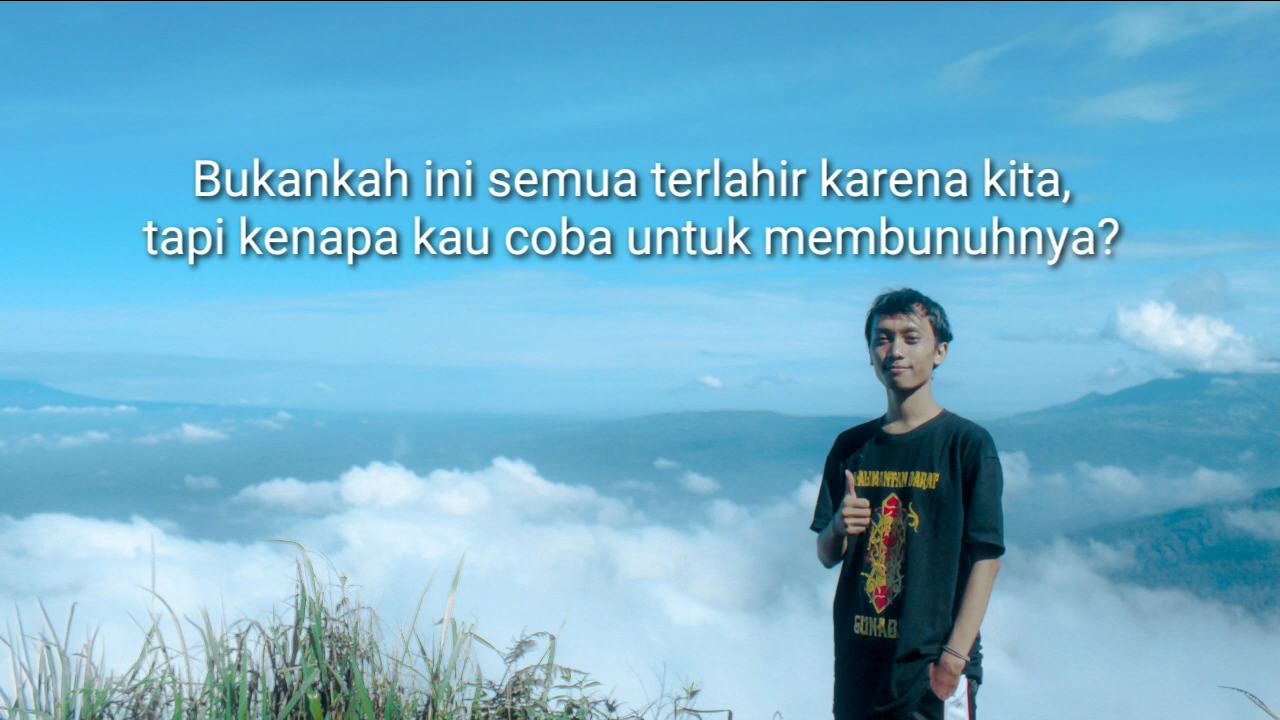 Bukankah ini semua terlahir karena kita,
tapi kenapa kau coba untuk membunuhnya?